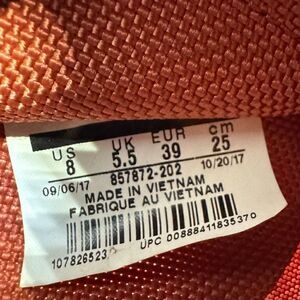 US UK EUR cm
8 5.5 39 25
09/06/17 857872-202 10/20/17
MADE IN VIETNAM
FABRIQUE AU VIETNAM
107826523
UPC 00888411835370